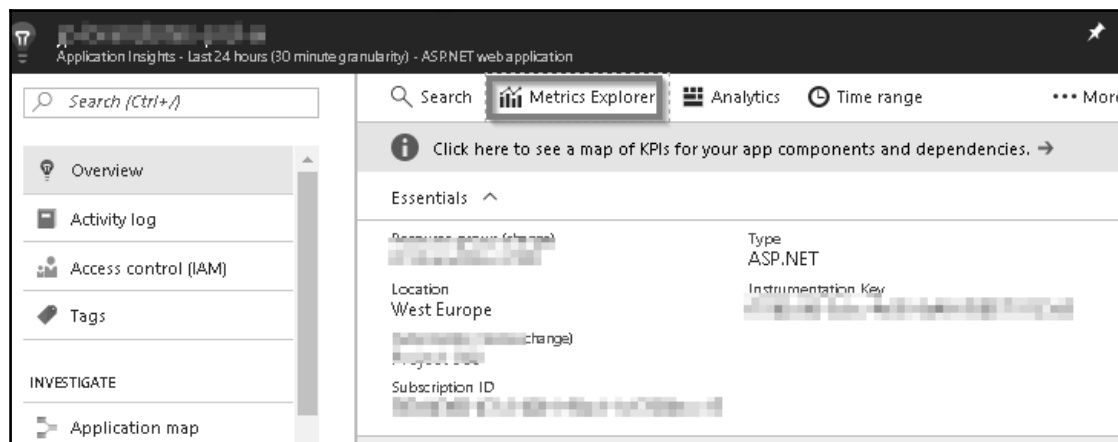 Application Insights - Last 24 hours (30 minute granularity) - ASP.NET web application
Search (Ctrl+/)
Search Metrics Explorer Analytics Time range ••• More
Click here to see a map of KPIs for your app components and dependencies. →
Overview
Essentials
Activity log
Type
ASP.NET
Access control (IAM)
Location
West Europe
Instrumentation Key
Tags
change)
INVESTIGATE
Subscription ID
Application map